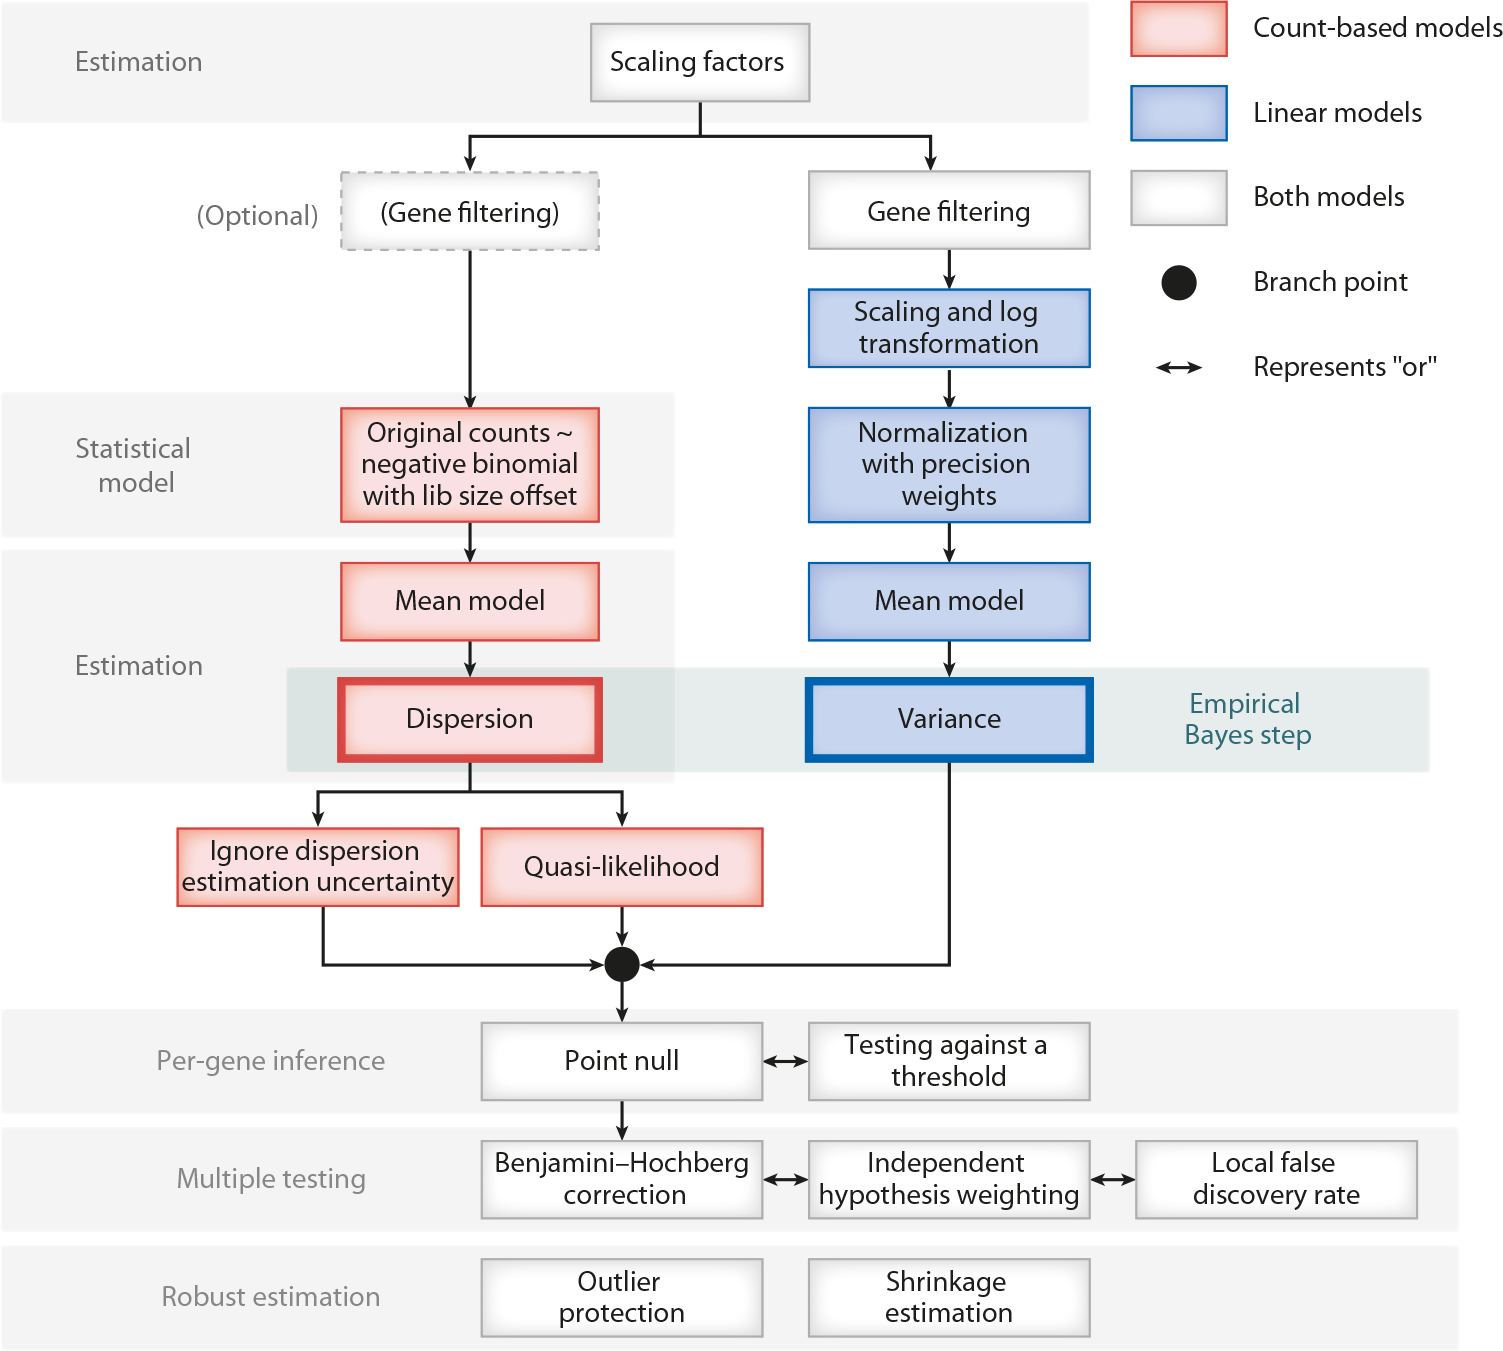 Estimation
Scaling factors
Count-based models
Linear models
Both models
Branch point
Represents "or"
(Optional)
(Gene filtering)
Gene filtering
Scaling and log
transformation
Statistical
model
Original counts ~
negative binomial
with lib size offset
Normalization
with precision
weights
Estimation
Mean model
Mean model
Dispersion
Variance
Empirical
Bayes step
Ignore dispersion
estimation uncertainty
Quasi-likelihood
Per-gene inference
Point null
Testing against a
threshold
Multiple testing
Benjamini–Hochberg
correction
Independent
hypothesis weighting
Local false
discovery rate
Robust estimation
Outlier
protection
Shrinkage
estimation